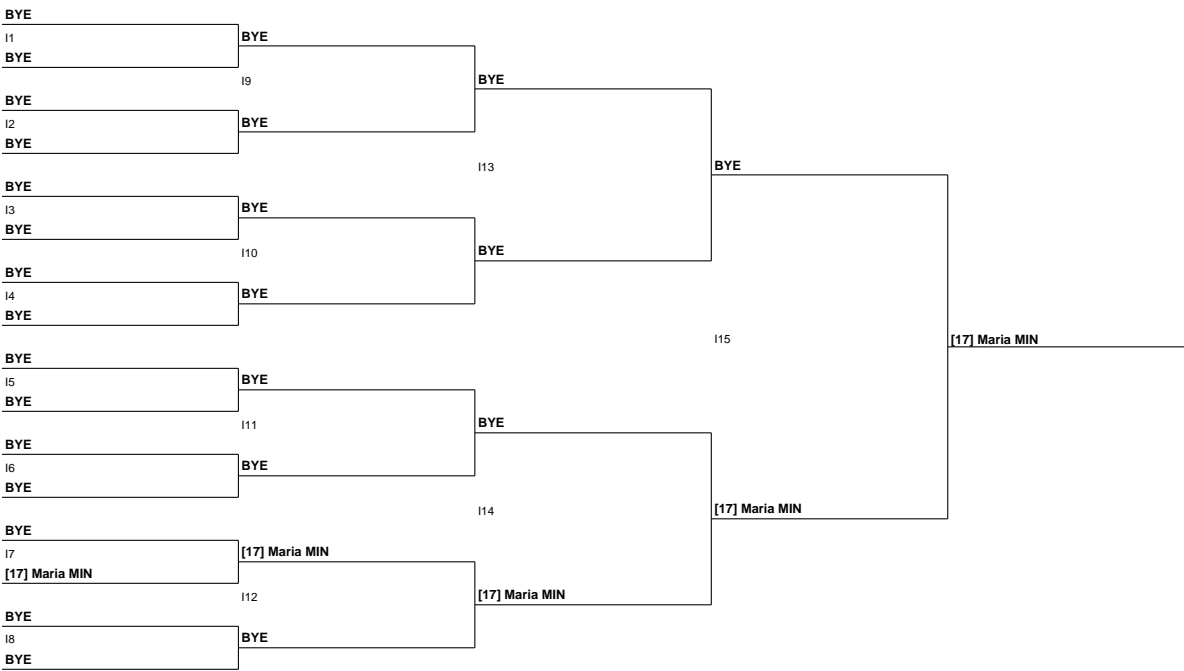 BYE
I1
BYE
BYE
I9
BYE
I2
BYE
BYE
BYE
I13
BYE
I3
BYE
BYE
I10
BYE
I4
BYE
BYE
BYE
BYE
I15
[17] Maria MIN
BYE
I5
BYE
BYE
I11
BYE
I6
BYE
BYE
BYE
I14
[17] Maria MIN
BYE
I7
[17] Maria MIN
[17] Maria MIN
I12
[17] Maria MIN
BYE
I8
BYE
BYE